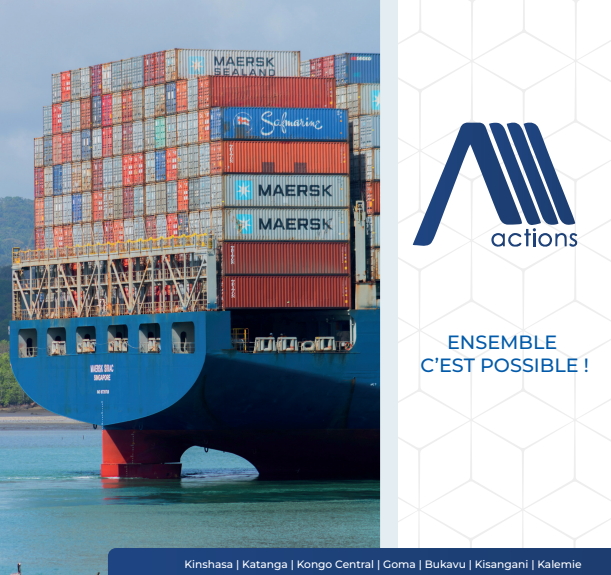 MAERSK
SEALAND
Safmarine
MAERSK
MAERSK
MAERSK SERAC
SINGAPORE
actions
ENSEMBLE
C'EST POSSIBLE !
Kinshasa | Katanga | Kongo Central | Goma | Bukavu | Kisangani | Kalemie